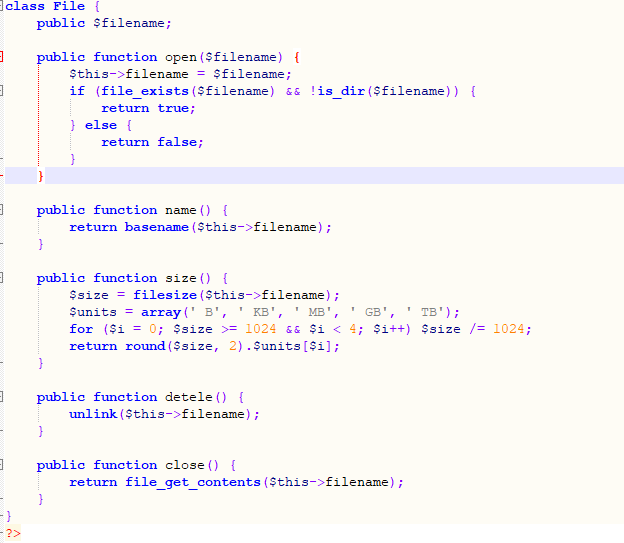 class File {
    public $filename;

    public function open($filename) {
        $this->filename = $filename;
        if (file_exists($filename) && !is_dir($filename)) {
            return true;
        } else {
            return false;
        }
    }

    public function name() {
        return basename($this->filename);
    }

    public function size() {
        $size = filesize($this->filename);
        $units = array(' B', ' KB', ' MB', ' GB', ' TB');
        for ($i = 0; $size >= 1024 && $i < 4; $i++) $size /= 1024;
        return round($size, 2).$units[$i];
    }

    public function detele() {
        unlink($this->filename);
    }

    public function close() {
        return file_get_contents($this->filename);
    }
}
?>